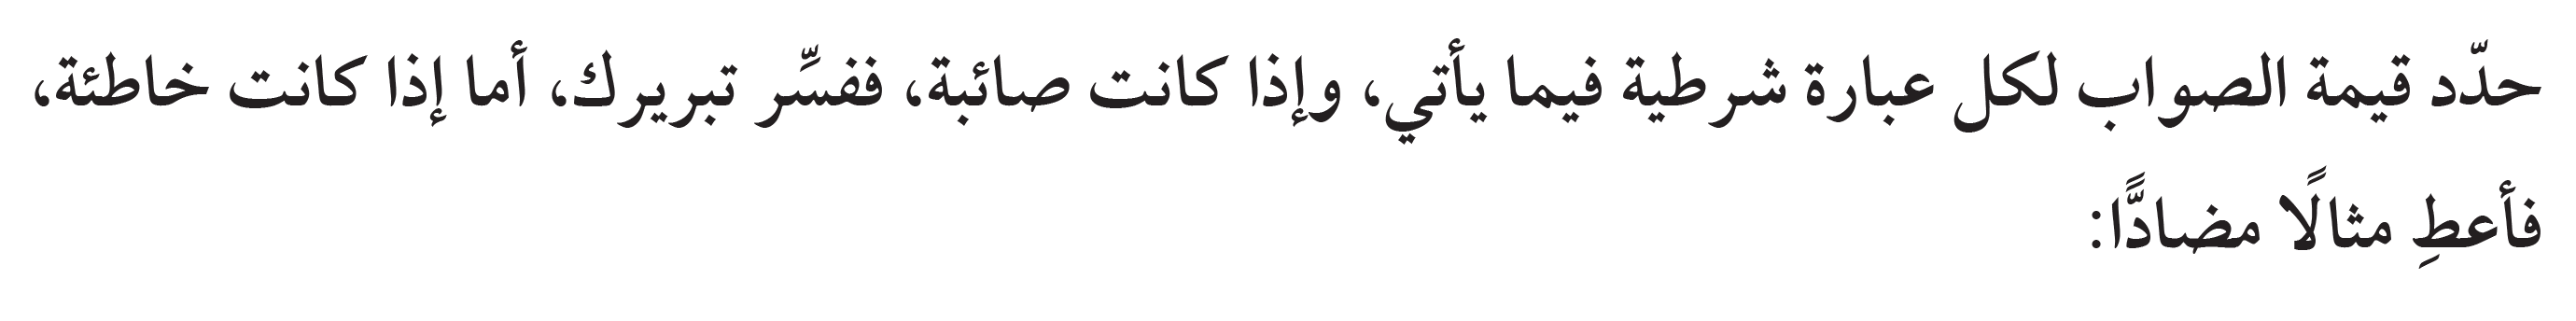 حدّد قيمة الصواب لكل عبارة شرطية فيما يأتي، وإذا كانت صائبة، ففسِّر تبريرك، أما إذا كانت خاطئة،
فأعطِ مثالًا مضادًّا: